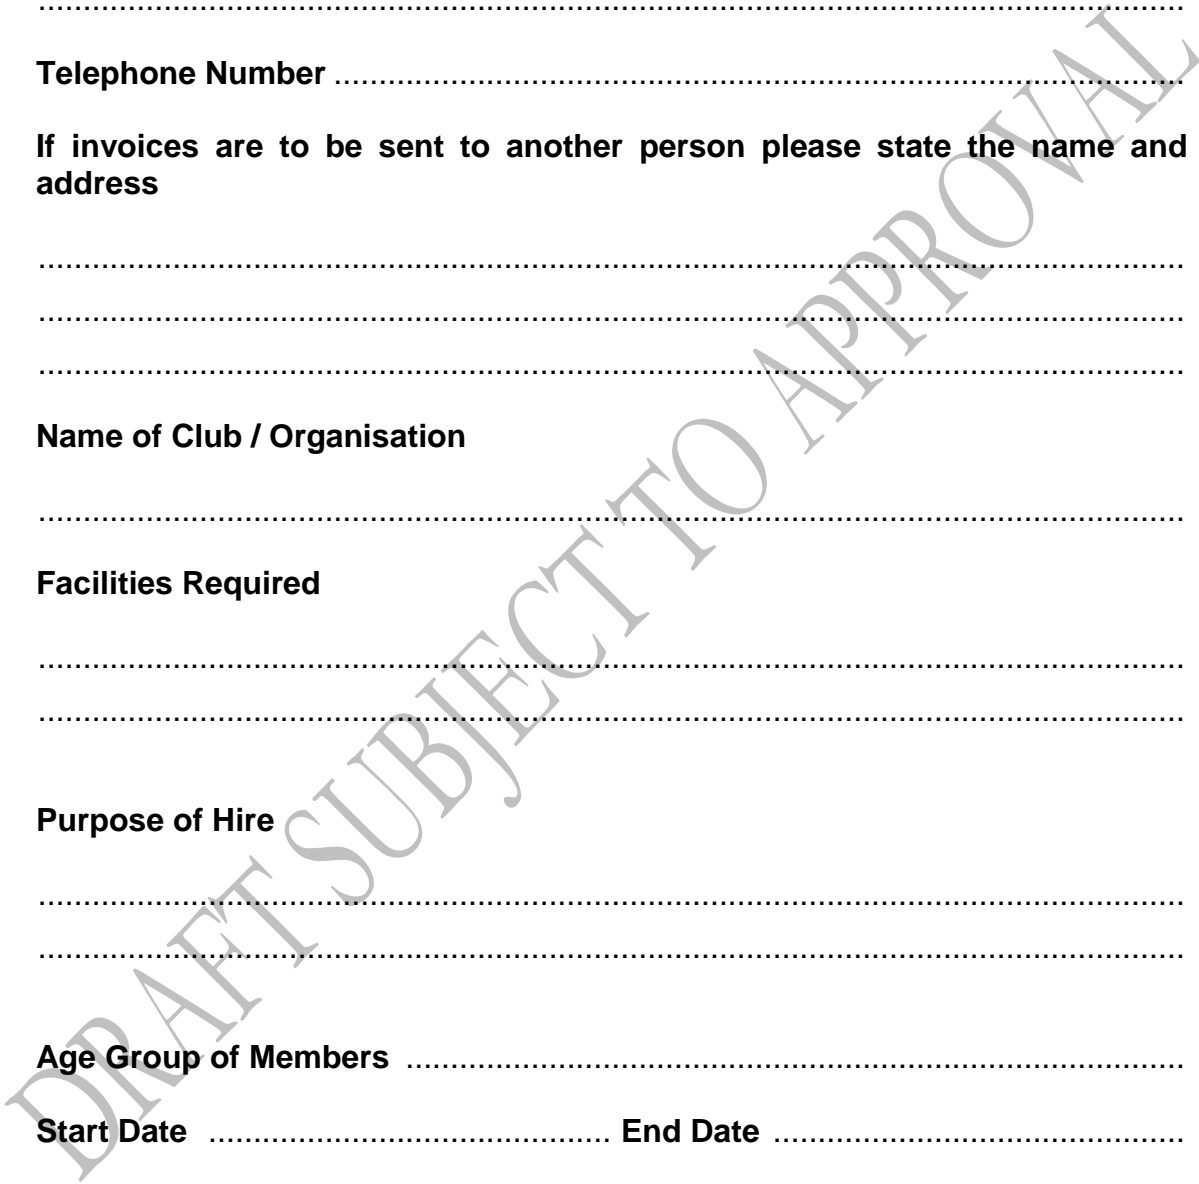 ................................................................................................................................
Telephone Number ...............................................................................................
If invoices are to be sent to another person please state the name and
address
................................................................................................................................
................................................................................................................................
................................................................................................................................
Name of Club / Organisation
................................................................................................................................
Facilities Required
................................................................................................................................
................................................................................................................................
Purpose of Hire
................................................................................................................................
................................................................................................................................
Age Group of Members .......................................................................................
Start Date ................................................ End Date ..............................................
DRAFT SUBJECT TO APPROVAL